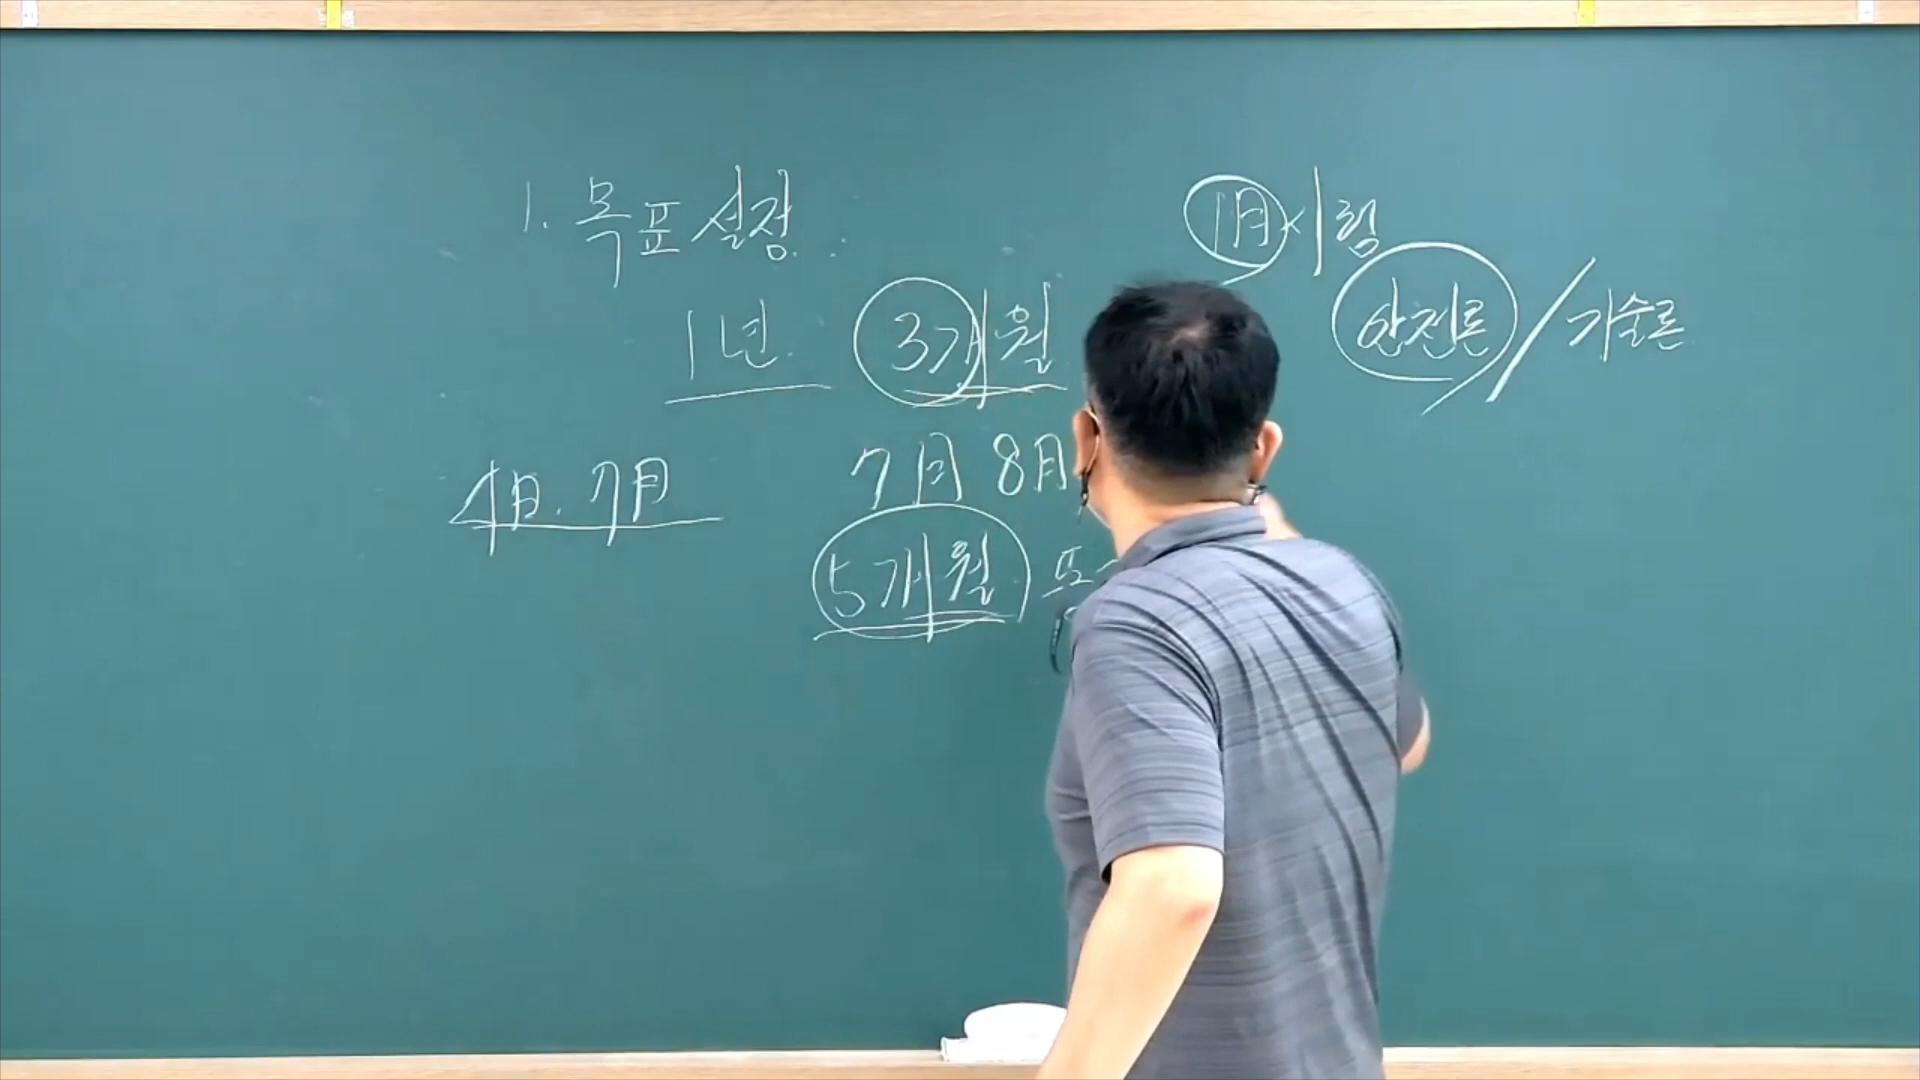 1. 목표설정
1月 시험
안전론 / 기술론
1년 3개월
7月 8月
4月. 7月
5개월